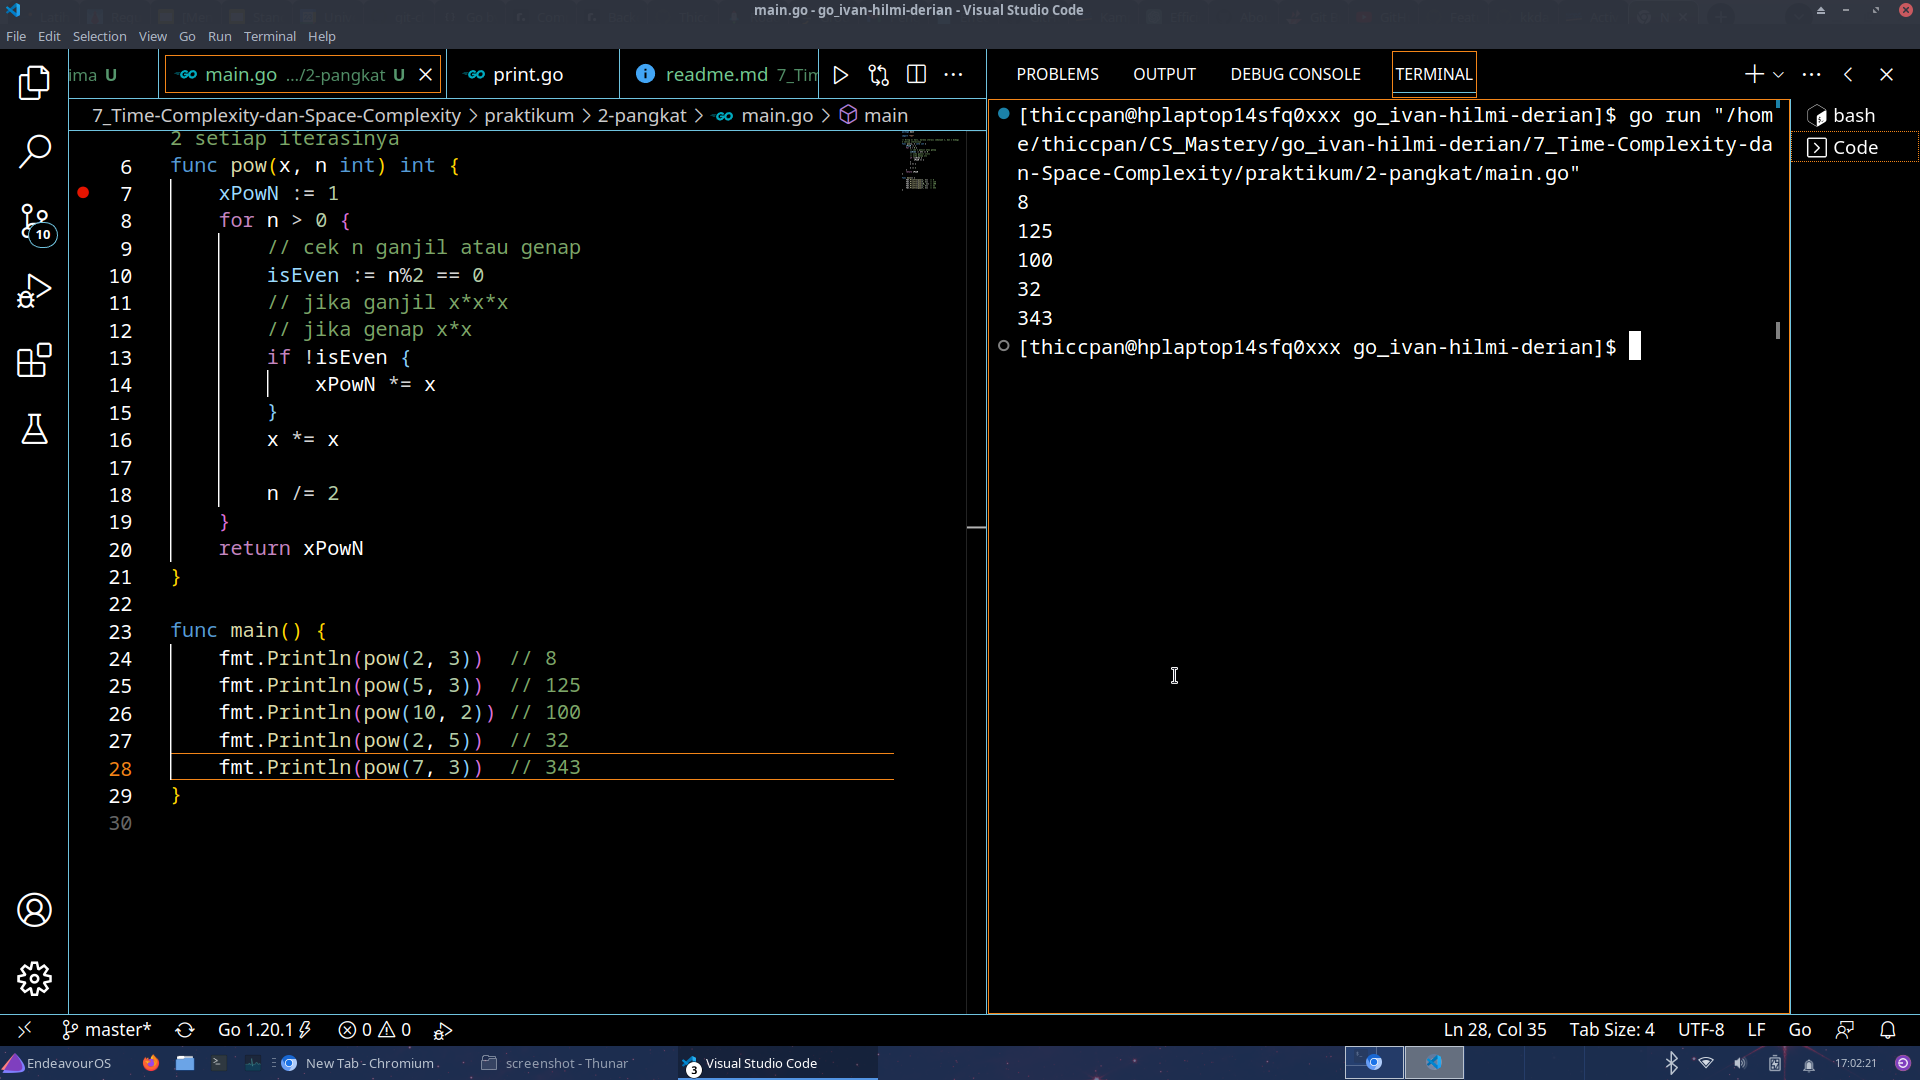 main.go - go_ivan-hilmi-derian - Visual Studio Code
File Edit Selection View Go Run Terminal Help
ima U
main.go .../2-pangkat U
print.go
readme.md 7_Tim
7_Time-Complexity-dan-Space-Complexity > praktikum > 2-pangkat > main.go > main
2 setiap iterasinya
6 func pow(x, n int) int {
7 xPowN := 1
8 for n > 0 {
9 // cek n ganjil atau genap
10 isEven := n%2 == 0
11 // jika ganjil x*x*x
12 // jika genap x*x
13 if !isEven {
14 xPowN *= x
15 }
16 x *= x
17
18 n /= 2
19 }
20 return xPowN
21 }
22
23 func main() {
24 fmt.Println(pow(2, 3)) // 8
25 fmt.Println(pow(5, 3)) // 125
26 fmt.Println(pow(10, 2)) // 100
27 fmt.Println(pow(2, 5)) // 32
28 fmt.Println(pow(7, 3)) // 343
29 }
30
10
PROBLEMS OUTPUT DEBUG CONSOLE TERMINAL
[thiccpan@hplaptop14sfq0xxx go_ivan-hilmi-derian]$ go run "/hom
e/thiccpan/CS_Mastery/go_ivan-hilmi-derian/7_Time-Complexity-da
n-Space-Complexity/praktikum/2-pangkat/main.go"
8
125
100
32
343
[thiccpan@hplaptop14sfq0xxx go_ivan-hilmi-derian]$
bash
Code
master* Go 1.20.1 0 0
Ln 28, Col 35 Tab Size: 4 UTF-8 LF Go
EndeavourOS
New Tab - Chromium
screenshot - Thunar
3 Visual Studio Code
17:02:21